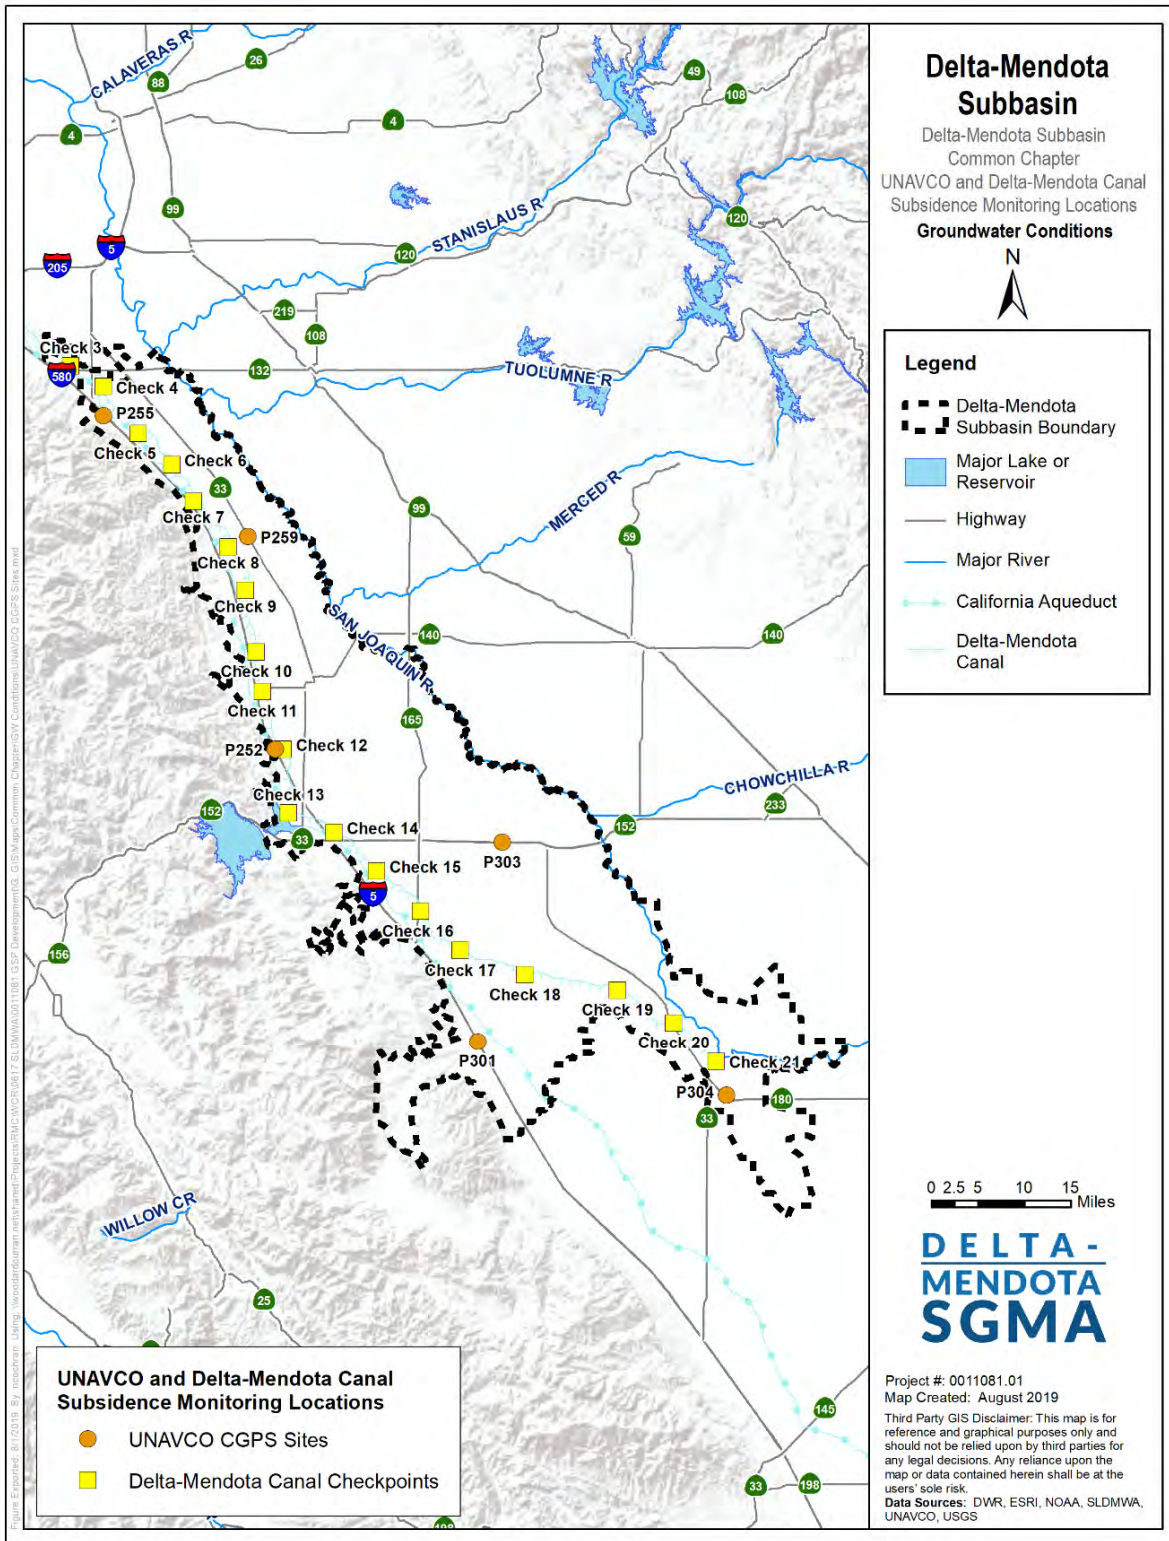 Delta-Mendota
Subbasin
Delta-Mendota Subbasin
Common Chapter
UNAVCO and Delta-Mendota Canal
Subsidence Monitoring Locations
Groundwater Conditions
N
Legend
Delta-Mendota
Subbasin Boundary
Major Lake or
Reservoir
Highway
Major River
California Aqueduct
Delta-Mendota
Canal
0 2.5 5 10 15
Miles
DELTA-
MENDOTA
SGMA
Project #: 0011081.01
Map Created: August 2019
Third Party GIS Disclaimer: This map is for
reference and graphical purposes only and
should not be relied upon by third parties for
any legal decisions. Any reliance upon the
map or data contained herein shall be at the
users' sole risk.
Data Sources: DWR, ESRI, NOAA, SLDMWA,
UNAVCO, USGS
CALAVERAS R
26
88
49
108
4
4
99
STANISLAUS R
120
5
205
120
219
108
Check 3
580
132
TUOLUMNE R
Check 4
P255
Check 5
Check 6
33
MERCED R
99
Check 7
P259
59
Check 8
Check 9
SAN JOAQUIN R
140
140
Check 10
Check 11
165
P252
Check 12
CHOWCHILLA R
Check 13
152
233
152
Check 14
33
P303
Check 15
5
Check 16
156
Check 17
Check 18
Check 19
Check 20
P301
Check 21
P304
180
33
WILLOW CR
25
145
33
198
198
UNAVCO and Delta-Mendota Canal
Subsidence Monitoring Locations
UNAVCO CGPS Sites
Delta-Mendota Canal Checkpoints